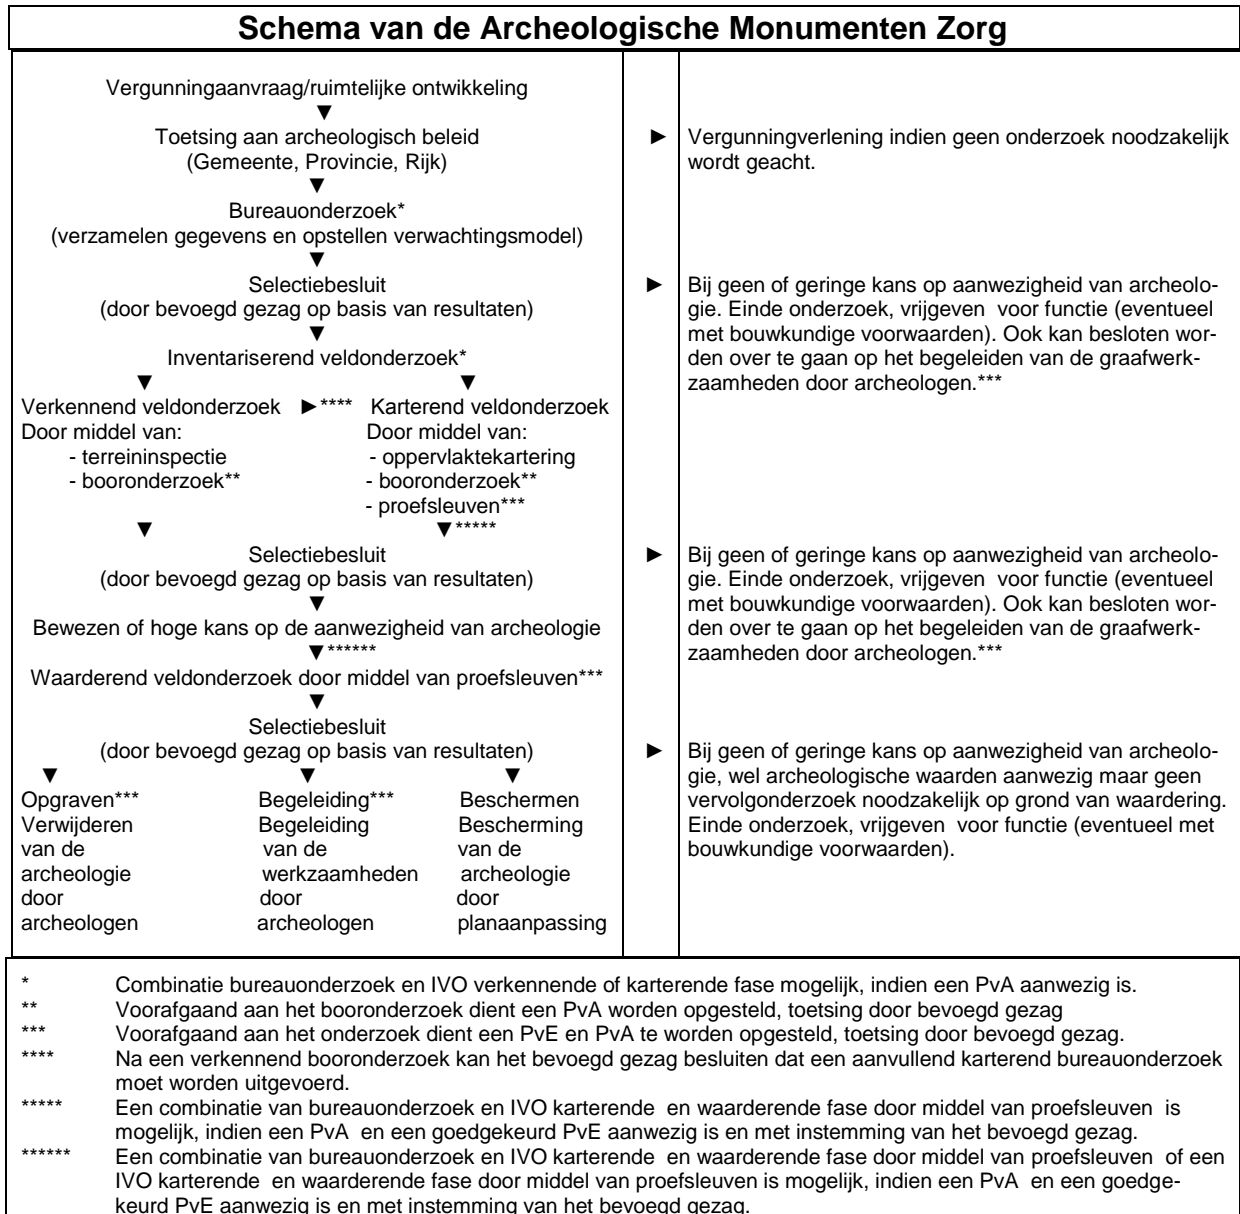 Schema van de Archeologische Monumenten Zorg
Vergunningaanvraag/ruimtelijke ontwikkeling
▼
Toetsing aan archeologisch beleid
(Gemeente, Provincie, Rijk)
► Vergunningverlening indien geen onderzoek noodzakelijk
wordt geacht.
▼
Bureauonderzoek*
(verzamelen gegevens en opstellen verwachtingsmodel)
▼
Selectiebesluit
(door bevoegd gezag op basis van resultaten)
► Bij geen of geringe kans op aanwezigheid van archeolo-
gie. Einde onderzoek, vrijgeven voor functie (eventueel
met bouwkundige voorwaarden). Ook kan besloten wor-
den over te gaan op het begeleiden van de graafwerk-
zaamheden door archeologen.***
▼
Inventariserend veldonderzoek*
▼ ▼
Verkennend veldonderzoek ►**** Karterend veldonderzoek
Door middel van: Door middel van:
- terreininspectie - oppervlaktekartering
- booronderzoek** - booronderzoek**
- proefsleuven***
▼ ▼*****
Selectiebesluit
(door bevoegd gezag op basis van resultaten)
► Bij geen of geringe kans op aanwezigheid van archeolo-
gie. Einde onderzoek, vrijgeven voor functie (eventueel
met bouwkundige voorwaarden). Ook kan besloten wor-
den over te gaan op het begeleiden van de graafwerk-
zaamheden door archeologen.***
▼
Bewezen of hoge kans op de aanwezigheid van archeologie
▼******
Waarderend veldonderzoek door middel van proefsleuven***
▼
Selectiebesluit
(door bevoegd gezag op basis van resultaten)
► Bij geen of geringe kans op aanwezigheid van archeolo-
gie, wel archeologische waarden aanwezig maar geen
vervolgonderzoek noodzakelijk op grond van waardering.
Einde onderzoek, vrijgeven voor functie (eventueel met
bouwkundige voorwaarden).
▼ ▼ ▼
Opgraven*** Begeleiding*** Beschermen
Verwijderen Begeleiding Bescherming
van de van de van de
archeologie werkzaamheden archeologie
door door door
archeologen archeologen planaanpassing
* Combinatie bureauonderzoek en IVO verkennende of karterende fase mogelijk, indien een PvA aanwezig is.
** Voorafgaand aan het booronderzoek dient een PvA worden opgesteld, toetsing door bevoegd gezag
*** Voorafgaand aan het onderzoek dient een PvE en PvA te worden opgesteld, toetsing door bevoegd gezag.
**** Na een verkennend booronderzoek kan het bevoegd gezag besluiten dat een aanvullend karterend bureauonderzoek
moet worden uitgevoerd.
***** Een combinatie van bureauonderzoek en IVO karterende en waarderende fase door middel van proefsleuven is
mogelijk, indien een PvA en een goedgekeurd PvE aanwezig is en met instemming van het bevoegd gezag.
****** Een combinatie van bureauonderzoek en IVO karterende en waarderende fase door middel van proefsleuven of een
IVO karterende en waarderende fase door middel van proefsleuven is mogelijk, indien een PvA en een goedge-
keurd PvE aanwezig is en met instemming van het bevoegd gezag.